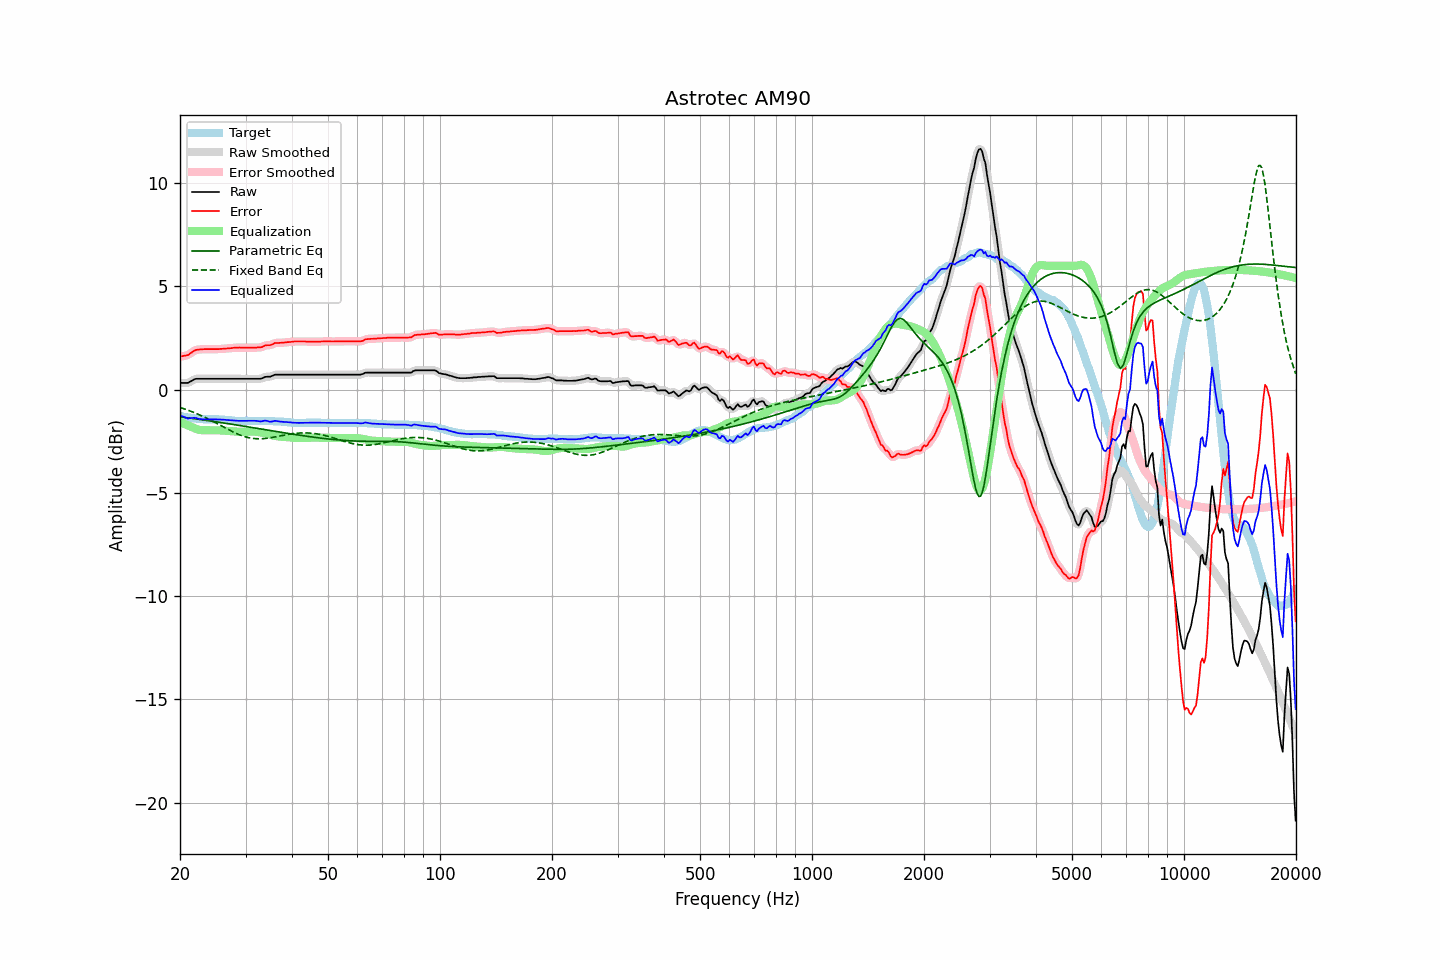 Astrotec AM90
Target
Raw Smoothed
Error Smoothed
Raw
Error
Equalization
Parametric Eq
Fixed Band Eq
Equalized
10
5
0
−5
−10
−15
−20
Amplitude (dBr)
20
50
100
200
500
1000
2000
5000
10000
20000
Frequency (Hz)